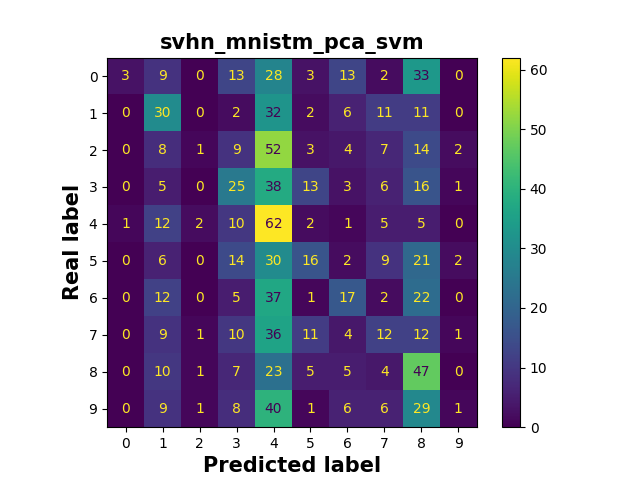 svhn_mnistm_pca_svm
0 3 9 0 13 28 3 13 2 33 0
1 0 30 0 2 32 2 6 11 11 0
2 0 8 1 9 52 3 4 7 14 2
3 0 5 0 25 38 13 3 6 16 1
4 1 12 2 10 62 2 1 5 5 0
5 0 6 0 14 30 16 2 9 21 2
6 0 12 0 5 37 1 17 2 22 0
7 0 9 1 10 36 11 4 12 12 1
8 0 10 1 7 23 5 5 4 47 0
9 0 9 1 8 40 1 6 6 29 1
0 1 2 3 4 5 6 7 8 9
Predicted label
Real label
60
50
40
30
20
10
0